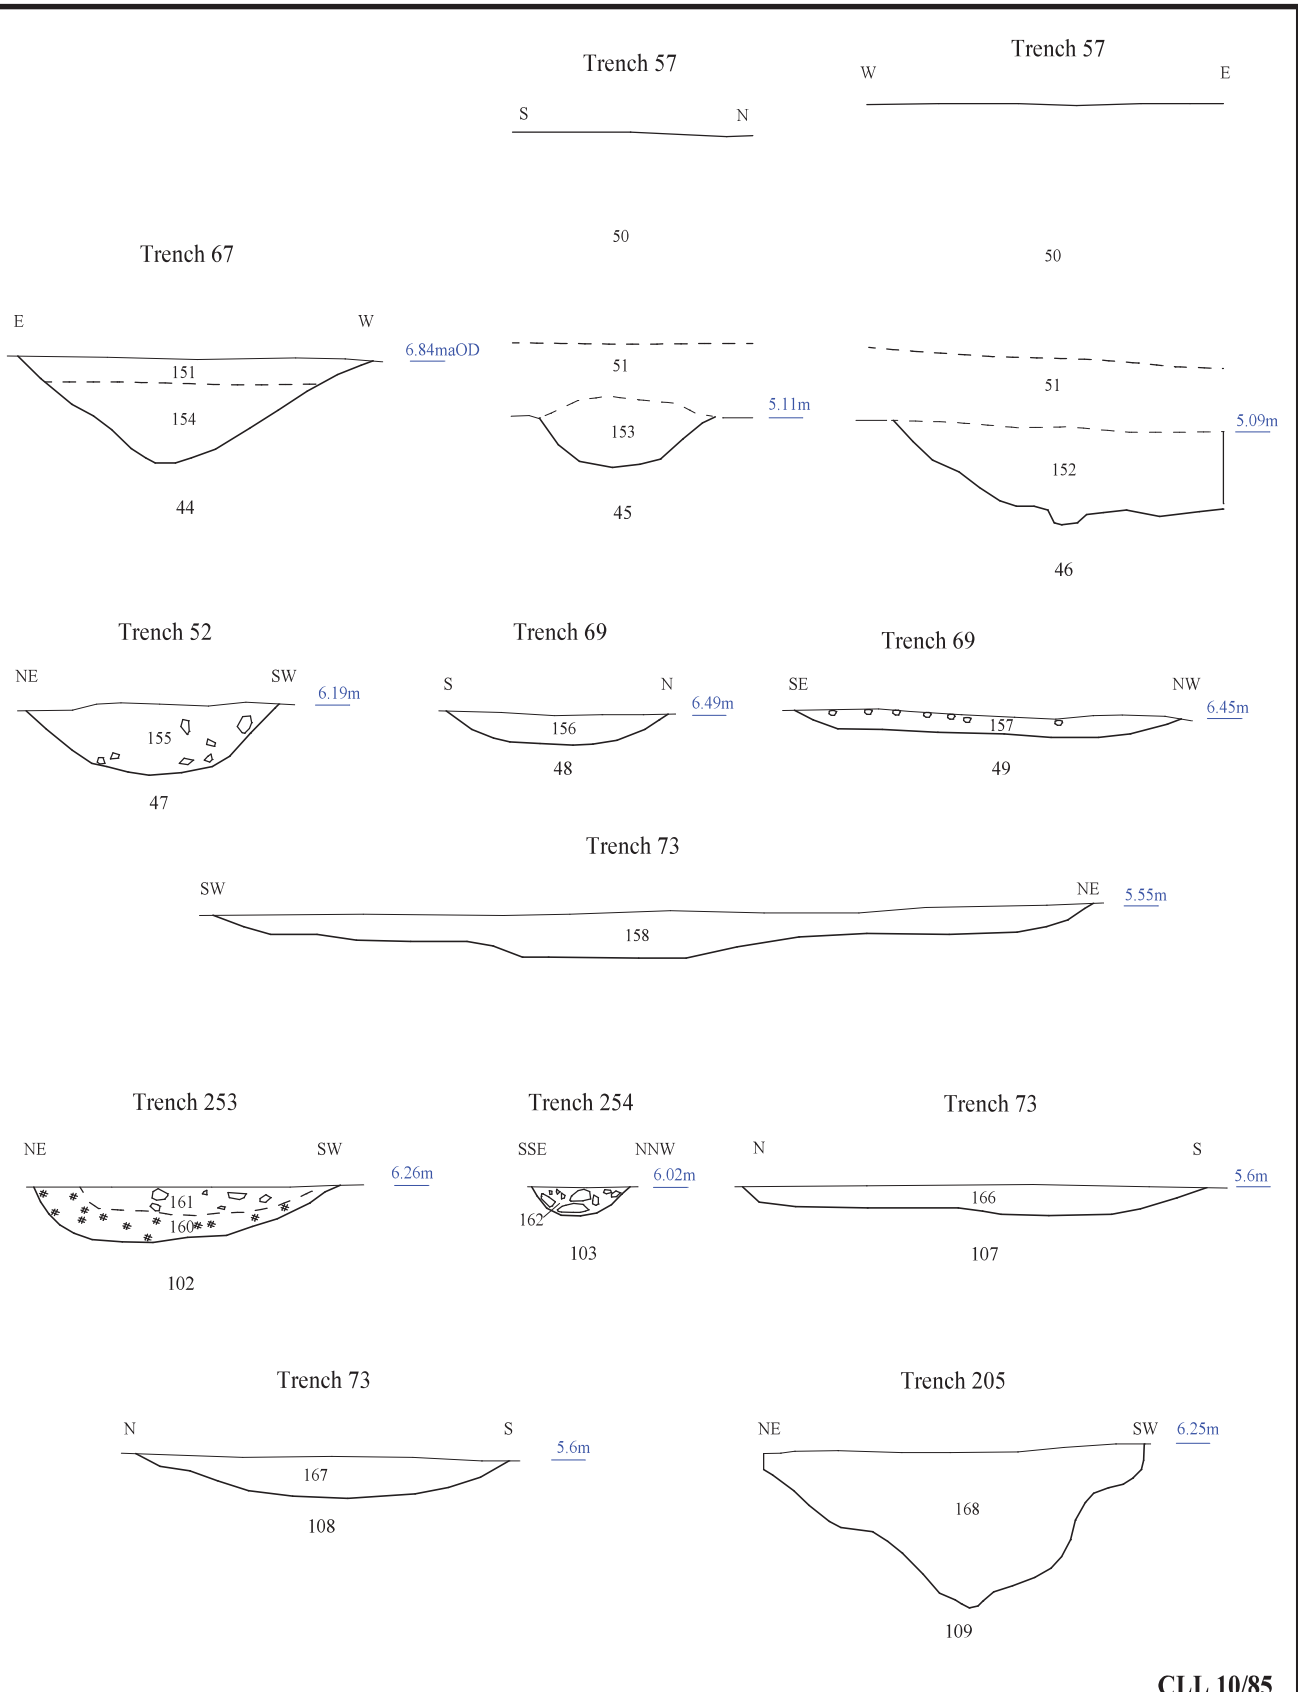 Trench 57
S N
50
51
5.11m
153
45
Trench 57
W E
50
51
5.09m
152
46
Trench 67
E W
6.84maOD
151
154
44
Trench 52
NE SW
6.19m
155
47
Trench 69
S N
6.49m
156
48
Trench 69
SE NW
6.45m
157
49
Trench 73
SW NE
5.55m
158
Trench 253
NE SW
6.26m
161
160
102
Trench 254
SSE NNW
6.02m
162
103
Trench 73
N S
5.6m
166
107
Trench 73
N S
5.6m
167
108
Trench 205
NE SW
6.25m
168
109
CLL 10/85